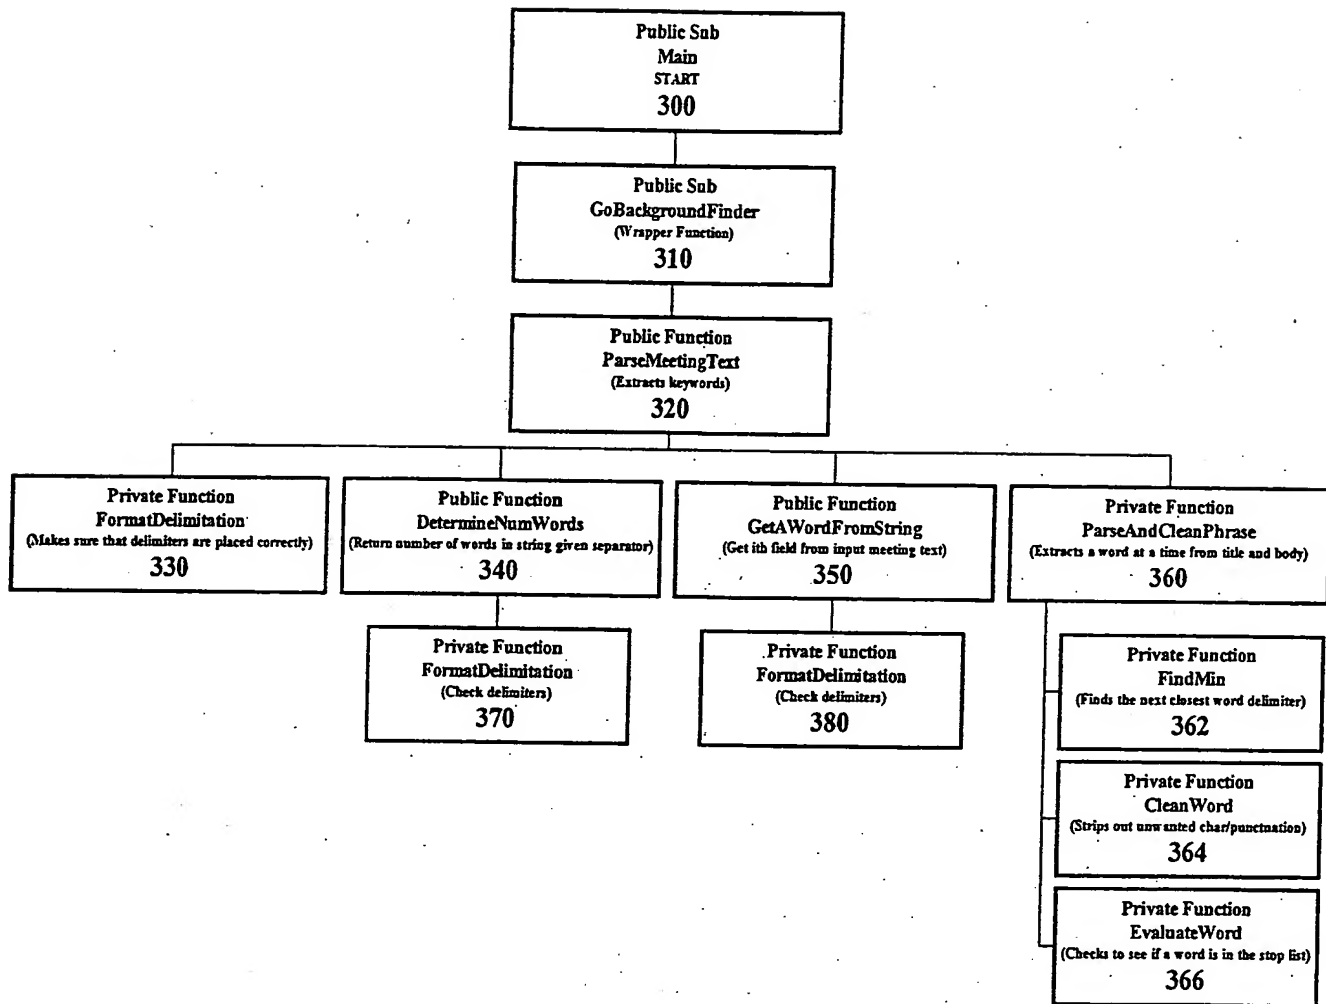 Public Sub
Main
START
300
Public Sub
GoBackgroundFinder
(Wrapper Function)
310
Public Function
ParseMeetingText
(Extracts keywords)
320
Private Function
FormatDelimitation
(Makes sure that delimiters are placed correctly)
330
Public Function
DetermineNumWords
(Return number of words in string given separator)
340
Public Function
GetAWordFromString
(Get ith field from input meeting text)
350
Private Function
ParseAndCleanPhrase
(Extracts a word at a time from title and body)
360
Private Function
FormatDelimitation
(Check delimiters)
370
Private Function
FormatDelimitation
(Check delimiters)
380
Private Function
FindMin
(Finds the next closest word delimiter)
362
Private Function
CleanWord
(Strips out unwanted char/punctuation)
364
Private Function
EvaluateWord
(Checks to see if a word is in the stop list)
366